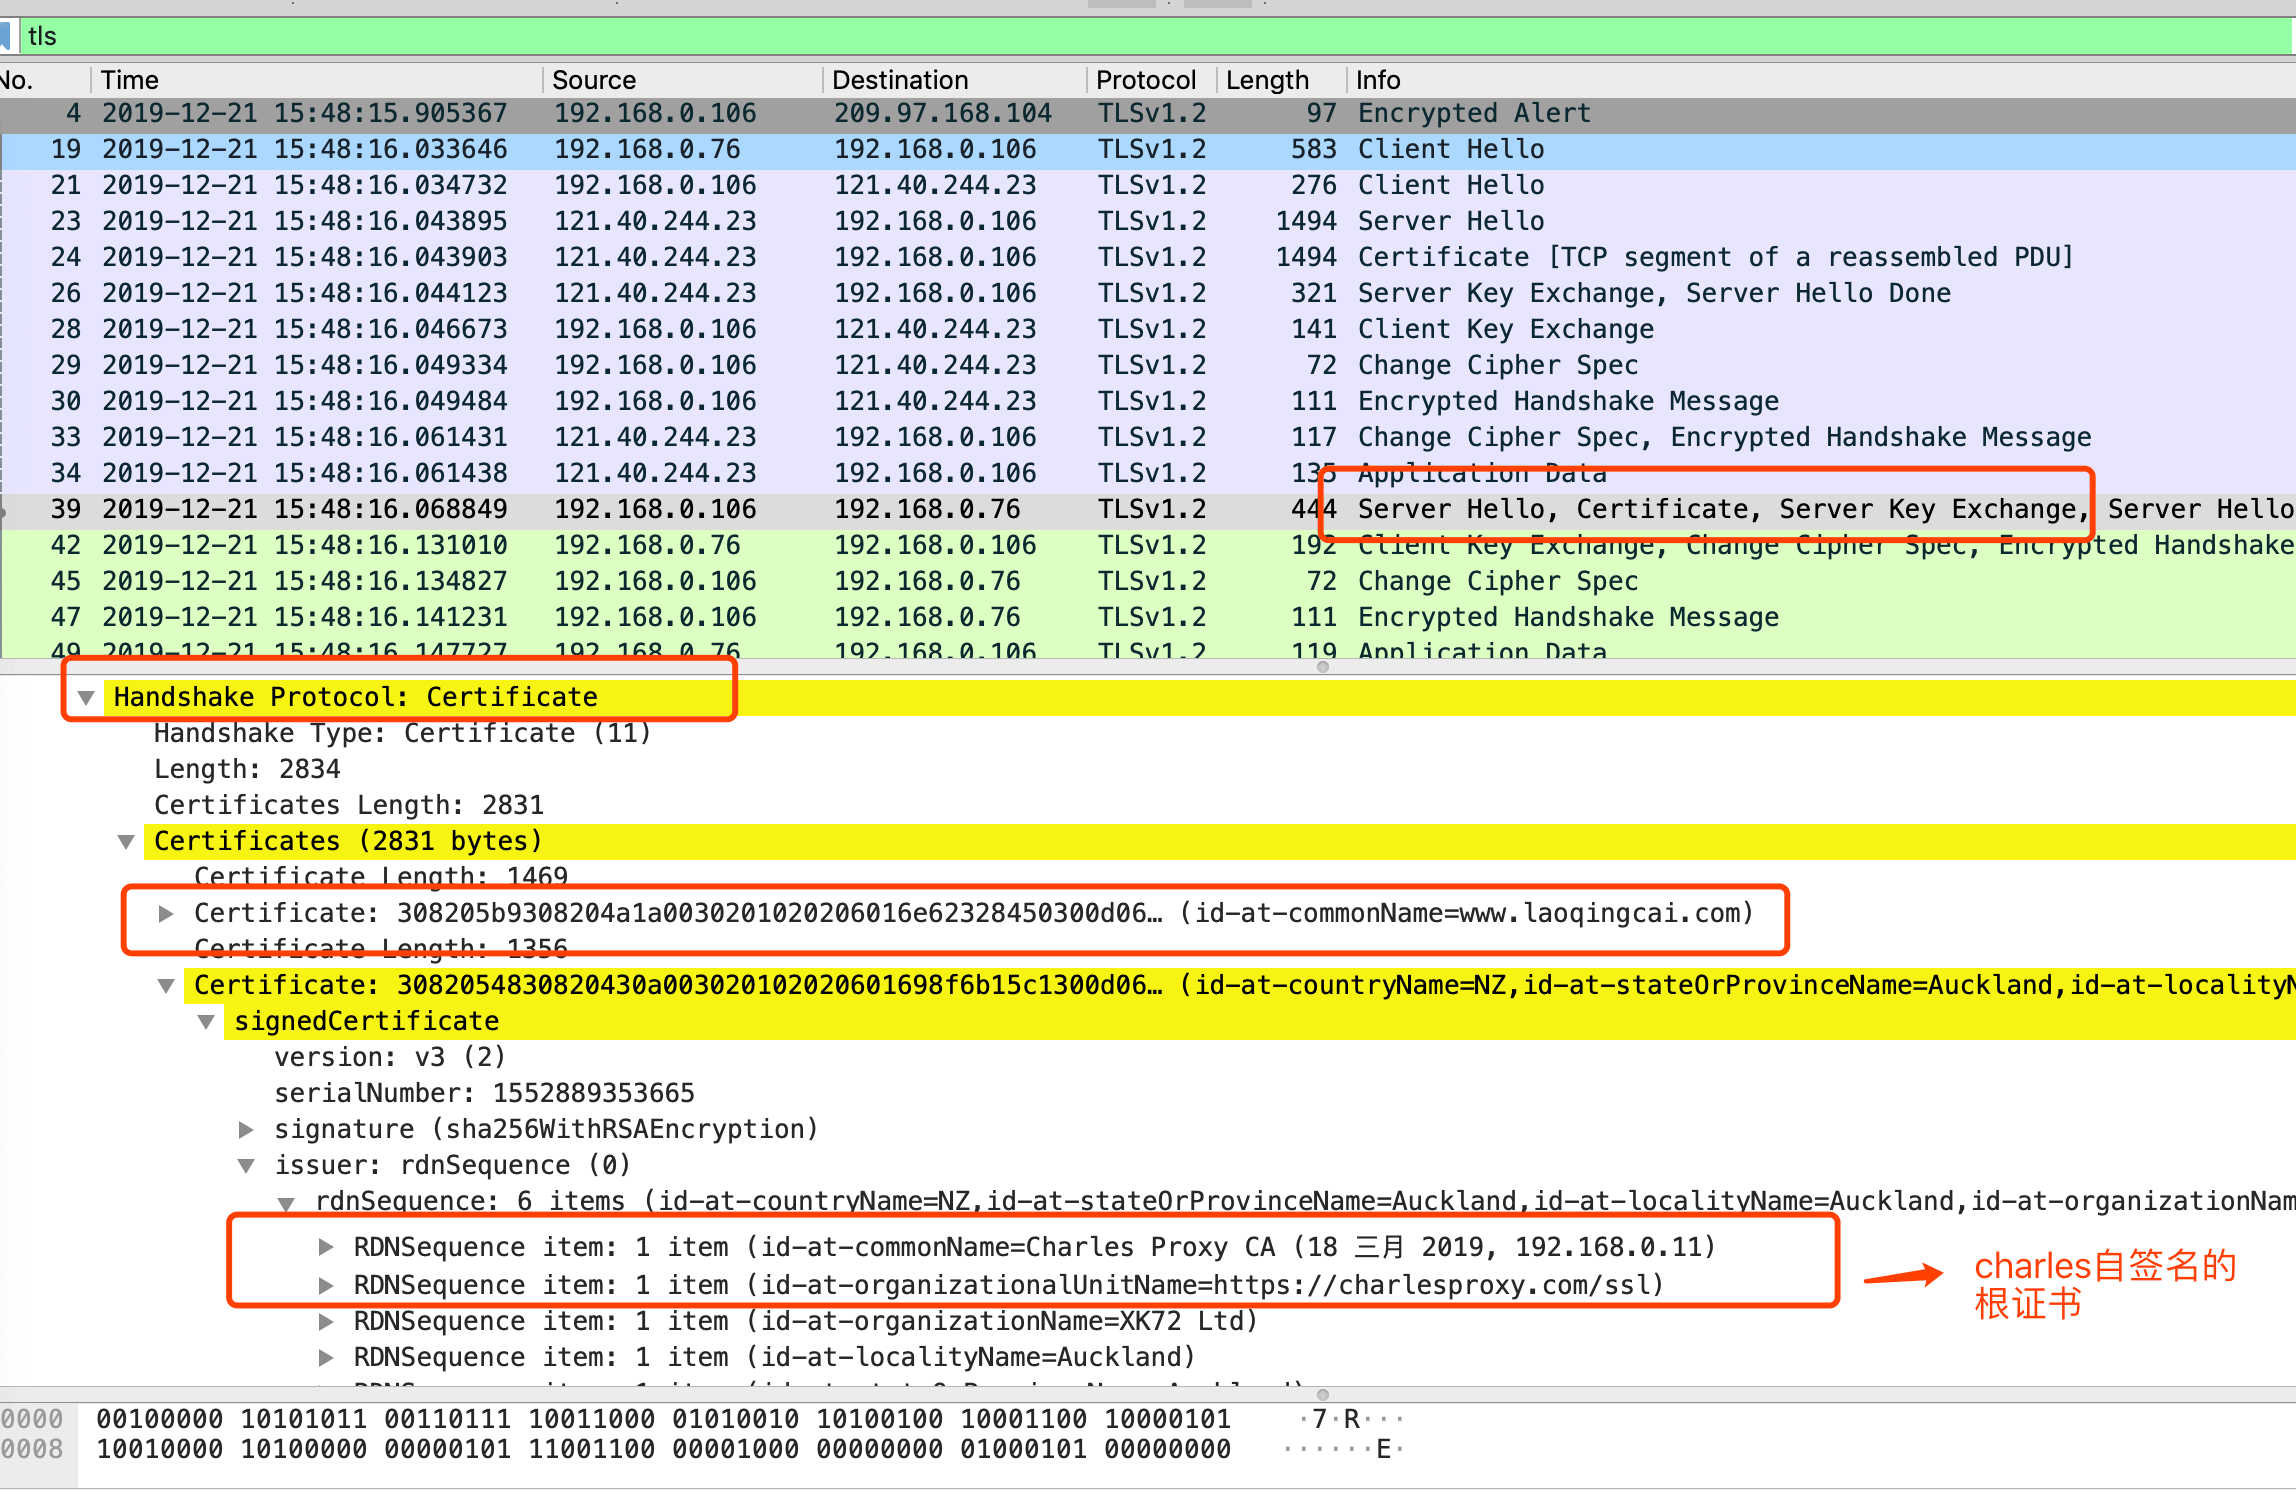 tls
No. Time Source Destination Protocol Length Info
4 2019-12-21 15:48:15.905367 192.168.0.106 209.97.168.104 TLSv1.2 97 Encrypted Alert
19 2019-12-21 15:48:16.033646 192.168.0.76 192.168.0.106 TLSv1.2 583 Client Hello
21 2019-12-21 15:48:16.034732 192.168.0.106 121.40.244.23 TLSv1.2 276 Client Hello
23 2019-12-21 15:48:16.043895 121.40.244.23 192.168.0.106 TLSv1.2 1494 Server Hello
24 2019-12-21 15:48:16.043903 121.40.244.23 192.168.0.106 TLSv1.2 1494 Certificate [TCP segment of a reassembled PDU]
26 2019-12-21 15:48:16.044123 121.40.244.23 192.168.0.106 TLSv1.2 321 Server Key Exchange, Server Hello Done
28 2019-12-21 15:48:16.046673 192.168.0.106 121.40.244.23 TLSv1.2 141 Client Key Exchange
29 2019-12-21 15:48:16.049334 192.168.0.106 121.40.244.23 TLSv1.2 72 Change Cipher Spec
30 2019-12-21 15:48:16.049484 192.168.0.106 121.40.244.23 TLSv1.2 111 Encrypted Handshake Message
33 2019-12-21 15:48:16.061431 121.40.244.23 192.168.0.106 TLSv1.2 117 Change Cipher Spec, Encrypted Handshake Message
34 2019-12-21 15:48:16.061438 121.40.244.23 192.168.0.106 TLSv1.2 135 Application Data
39 2019-12-21 15:48:16.068849 192.168.0.106 192.168.0.76 TLSv1.2 444 Server Hello, Certificate, Server Key Exchange, Server Hello
42 2019-12-21 15:48:16.131010 192.168.0.76 192.168.0.106 TLSv1.2 192 Client Key Exchange, Change Cipher Spec, Encrypted Handshake
45 2019-12-21 15:48:16.134827 192.168.0.106 192.168.0.76 TLSv1.2 72 Change Cipher Spec
47 2019-12-21 15:48:16.141231 192.168.0.106 192.168.0.76 TLSv1.2 111 Encrypted Handshake Message
49 2019-12-21 15:48:16.147727 192.168.0.76 192.168.0.106 TLSv1.2 119 Application Data
Handshake Protocol: Certificate
Handshake Type: Certificate (11)
Length: 2834
Certificates Length: 2831
Certificates (2831 bytes)
Certificate Length: 1469
Certificate: 308205b9308204a1a0030201020206016e62328450300d06… (id-at-commonName=www.laoqingcai.com)
Certificate Length: 1356
Certificate: 3082054830820430a003020102020601698f6b15c1300d06… (id-at-countryName=NZ,id-at-stateOrProvinceName=Auckland,id-at-localityN
signedCertificate
version: v3 (2)
serialNumber: 1552889353665
signature (sha256WithRSAEncryption)
issuer: rdnSequence (0)
rdnSequence: 6 items (id-at-countryName=NZ,id-at-stateOrProvinceName=Auckland,id-at-localityName=Auckland,id-at-organizationNam
RDNSequence item: 1 item (id-at-commonName=Charles Proxy CA (18 三月 2019, 192.168.0.11)
RDNSequence item: 1 item (id-at-organizationalUnitName=https://charlesproxy.com/ssl)
charles自签名的
根证书
RDNSequence item: 1 item (id-at-organizationName=XK72 Ltd)
RDNSequence item: 1 item (id-at-localityName=Auckland)
0000 00100000 10101011 00110111 10011000 01010010 10100100 10001100 10000101 ·7·R···
0008 10010000 10100000 00000101 11001100 00001000 00000000 01000101 00000000 ······E·